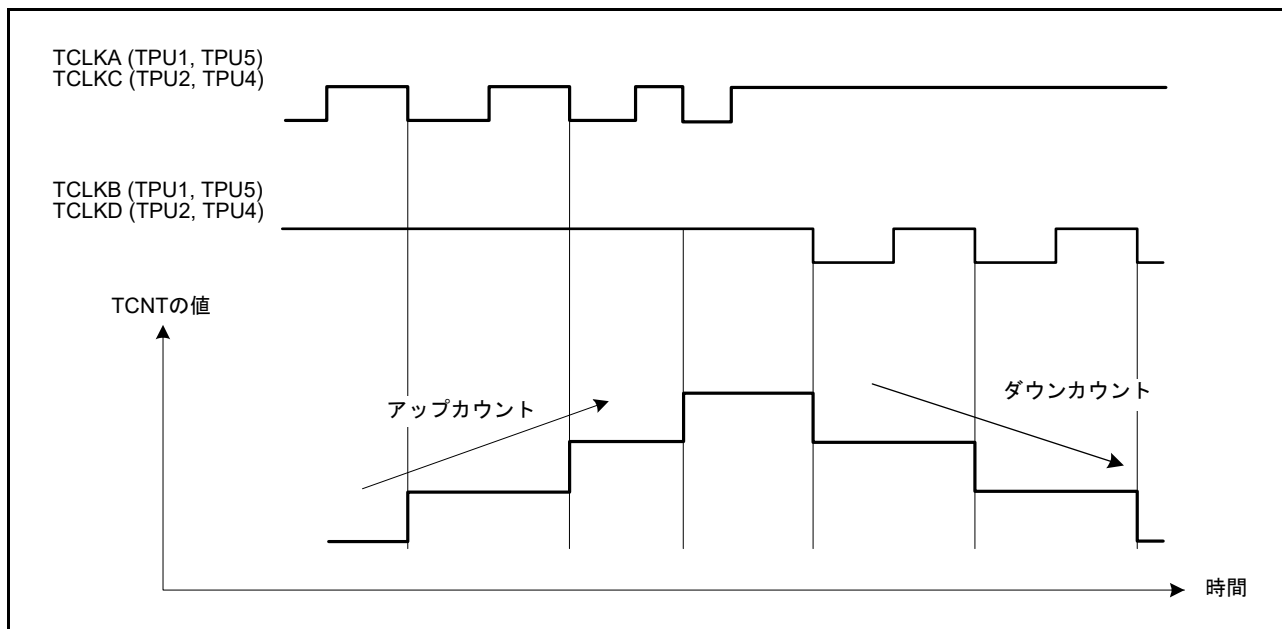 TCLKA (TPU1, TPU5)
TCLKC (TPU2, TPU4)
TCLKB (TPU1, TPU5)
TCLKD (TPU2, TPU4)
TCNTの値
アップカウント
ダウンカウント
時間